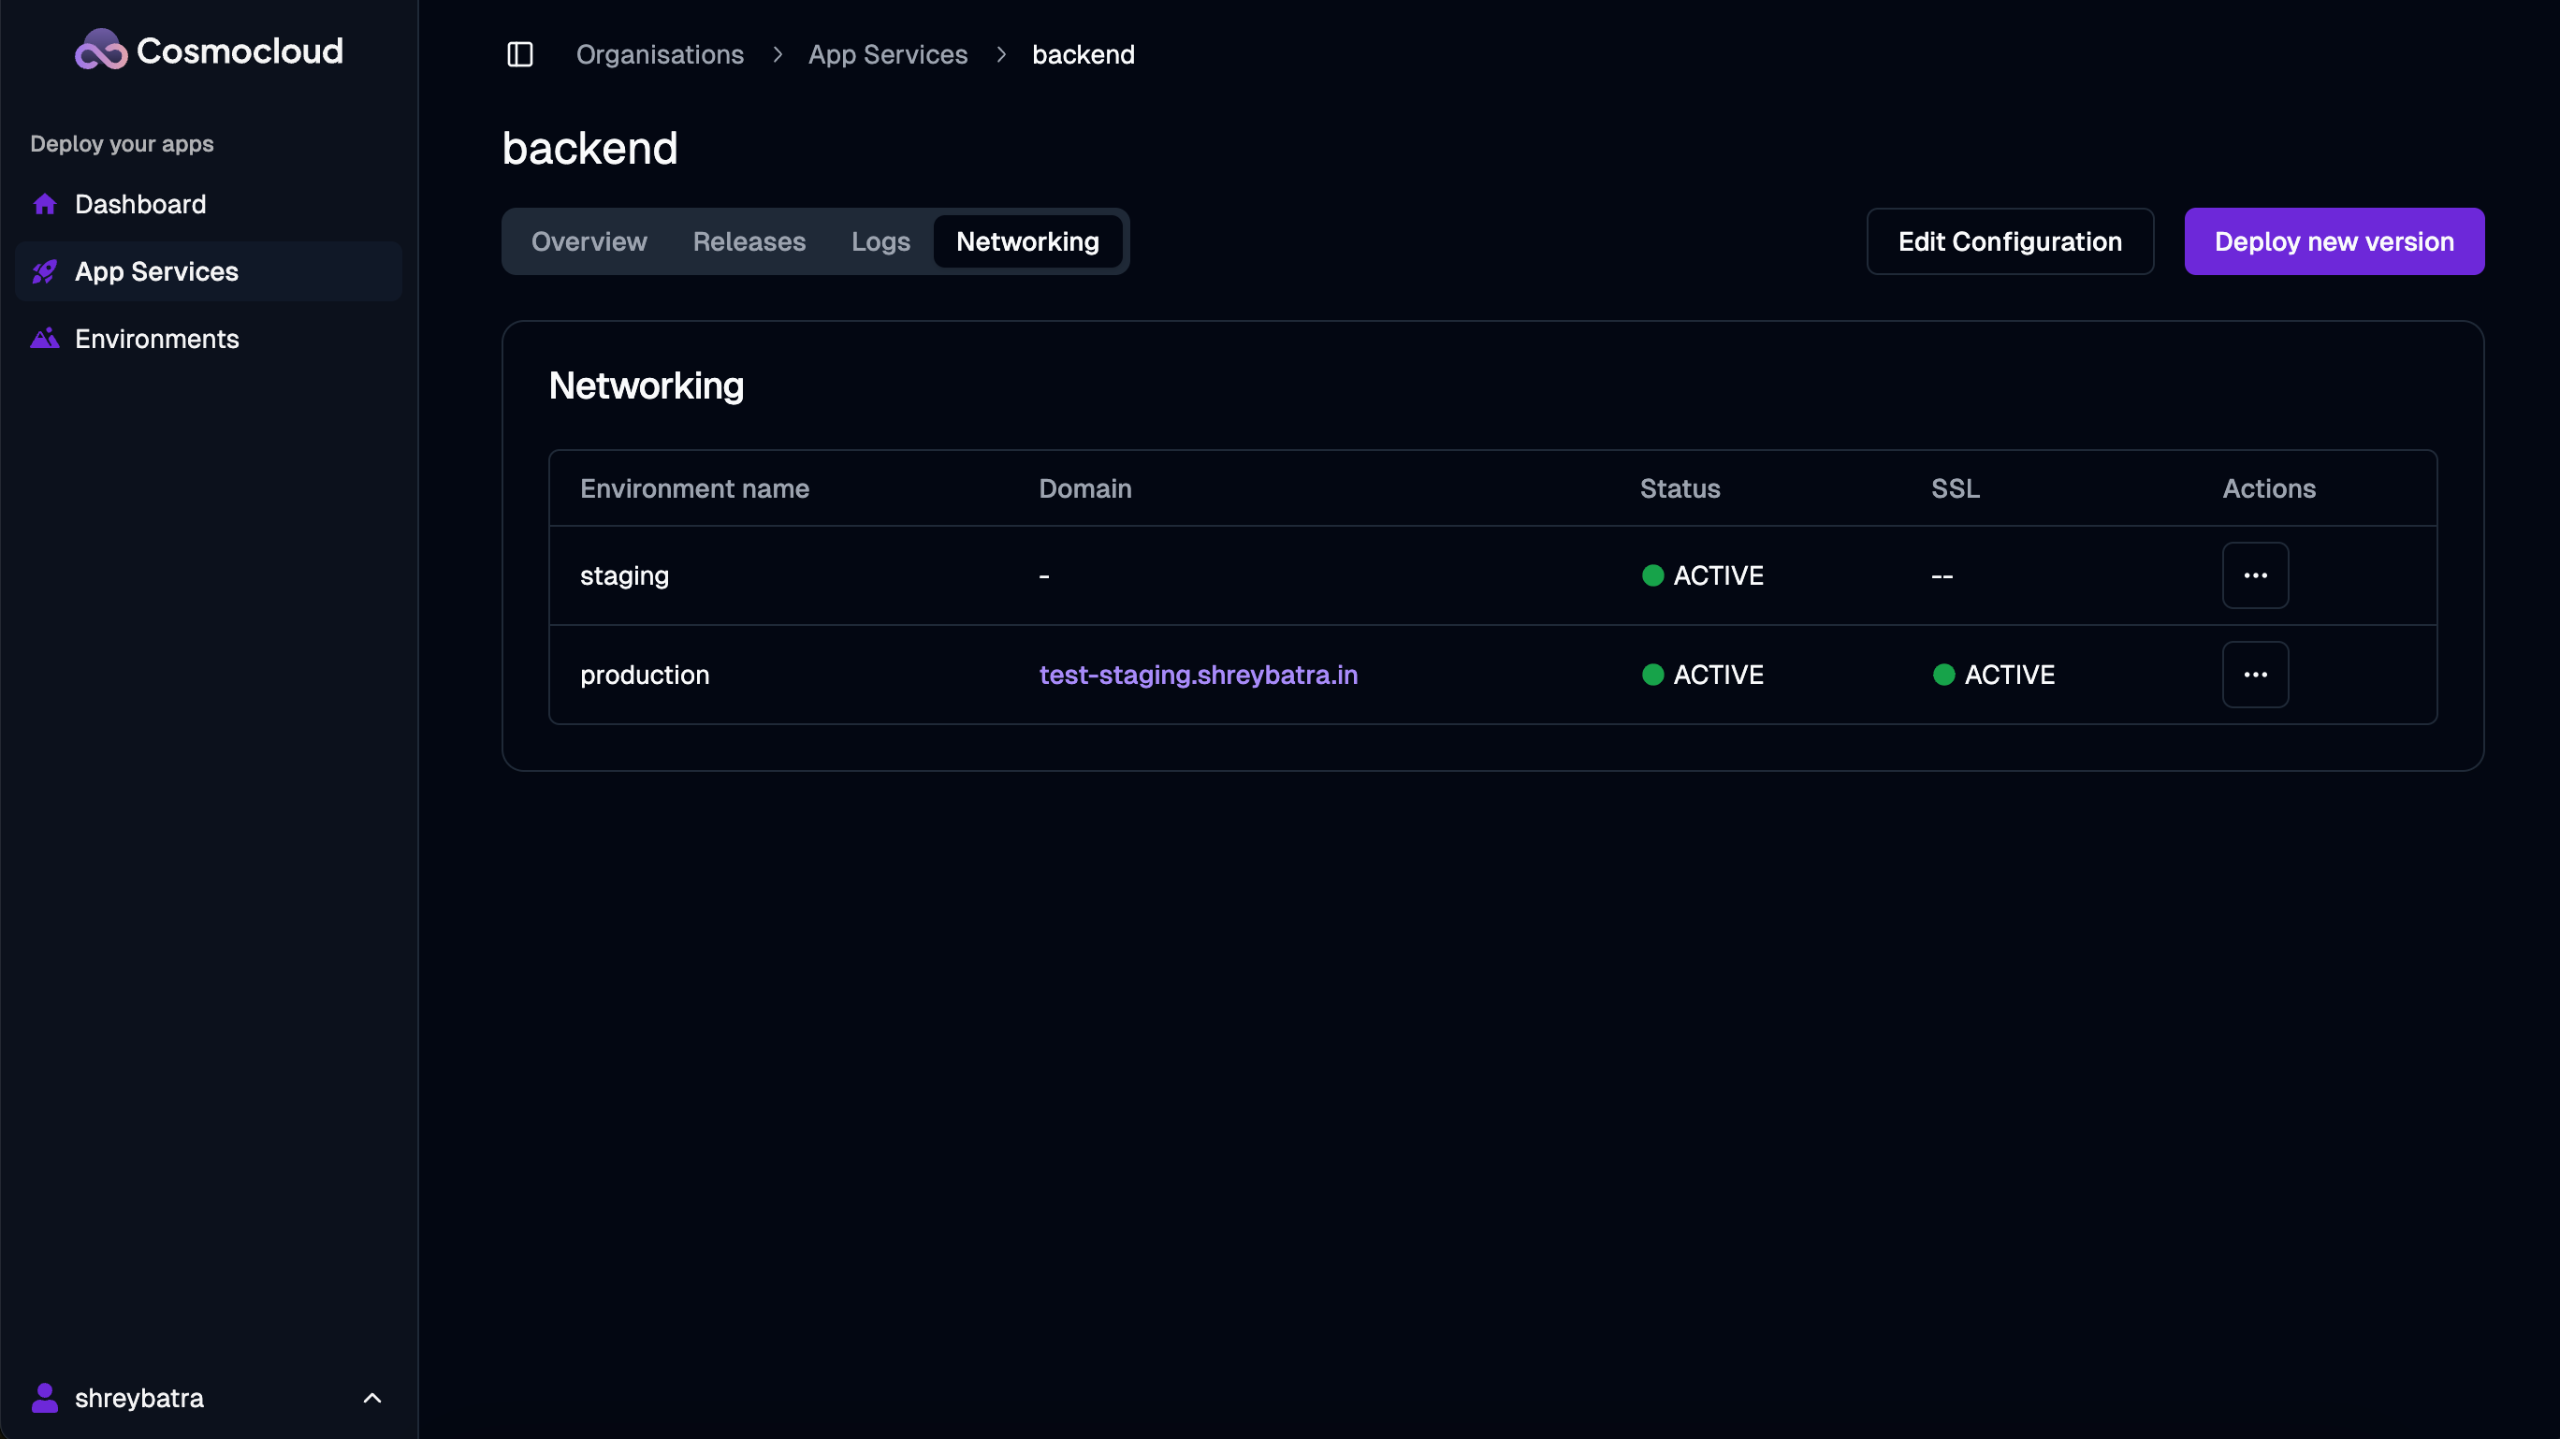 Cosmocloud
Deploy your apps
Dashboard
App Services
Environments
shreybatra
Organisations > App Services > backend
backend
Overview Releases Logs Networking
Edit Configuration Deploy new version
Networking
Environment name Domain Status SSL Actions
staging - ACTIVE -- ...
production test-staging.shreybatra.in ACTIVE ACTIVE ...